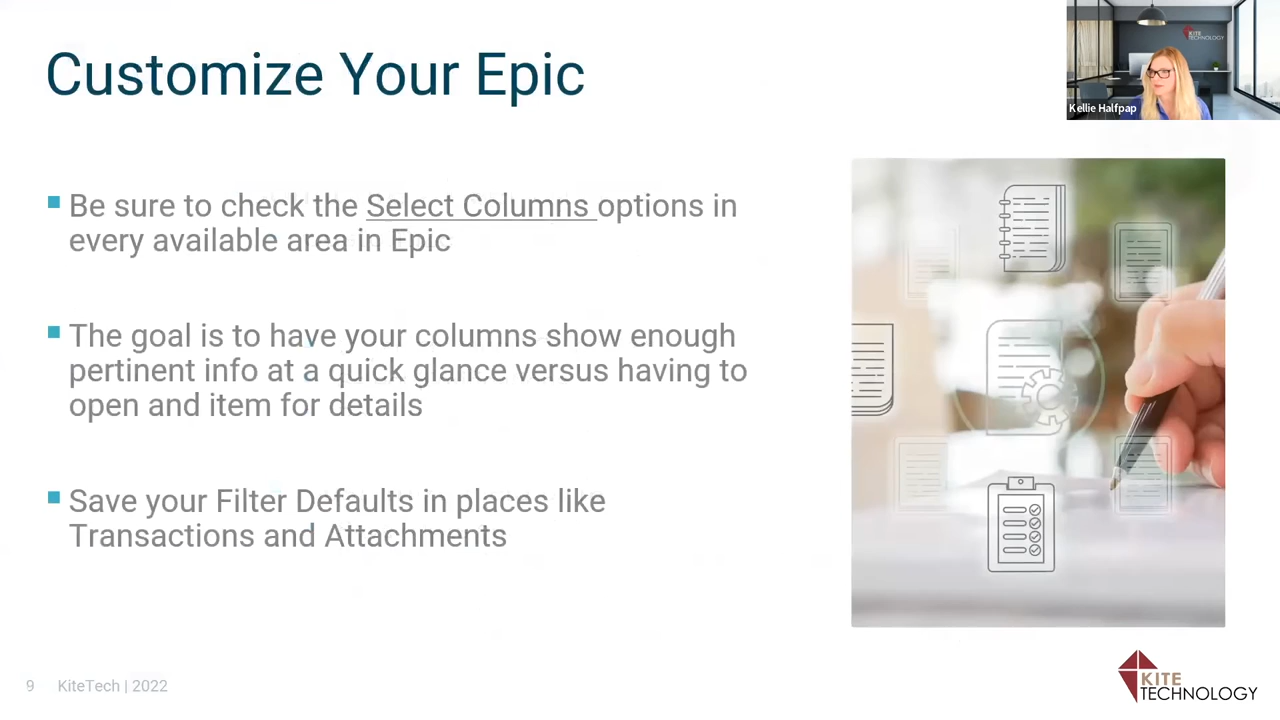 Customize Your Epic
KITE
TECHNOLOGY
Kellie Halfpap
Be sure to check the Select Columns options in
every available area in Epic
The goal is to have your columns show enough
pertinent info at a quick glance versus having to
open and item for details
Save your Filter Defaults in places like
Transactions and Attachments
9 KiteTech | 2022
KITE
TECHNOLOGY